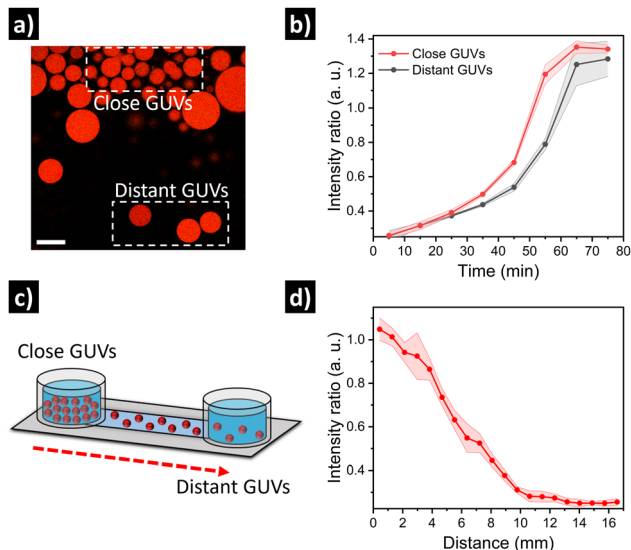 a)
Close GUVs
Distant GUVs
b)
Intensity ratio (a. u.)
1.4
1.2
1.0
0.8
0.6
0.4
Close GUVs
Distant GUVs
0 10 20 30 40 50 60 70 80
Time (min)
c)
Close GUVs
Distant GUVs
d)
Intensity ratio (a. u.)
1.0
0.8
0.6
0.4
0 2 4 6 8 10 12 14 16
Distance (mm)